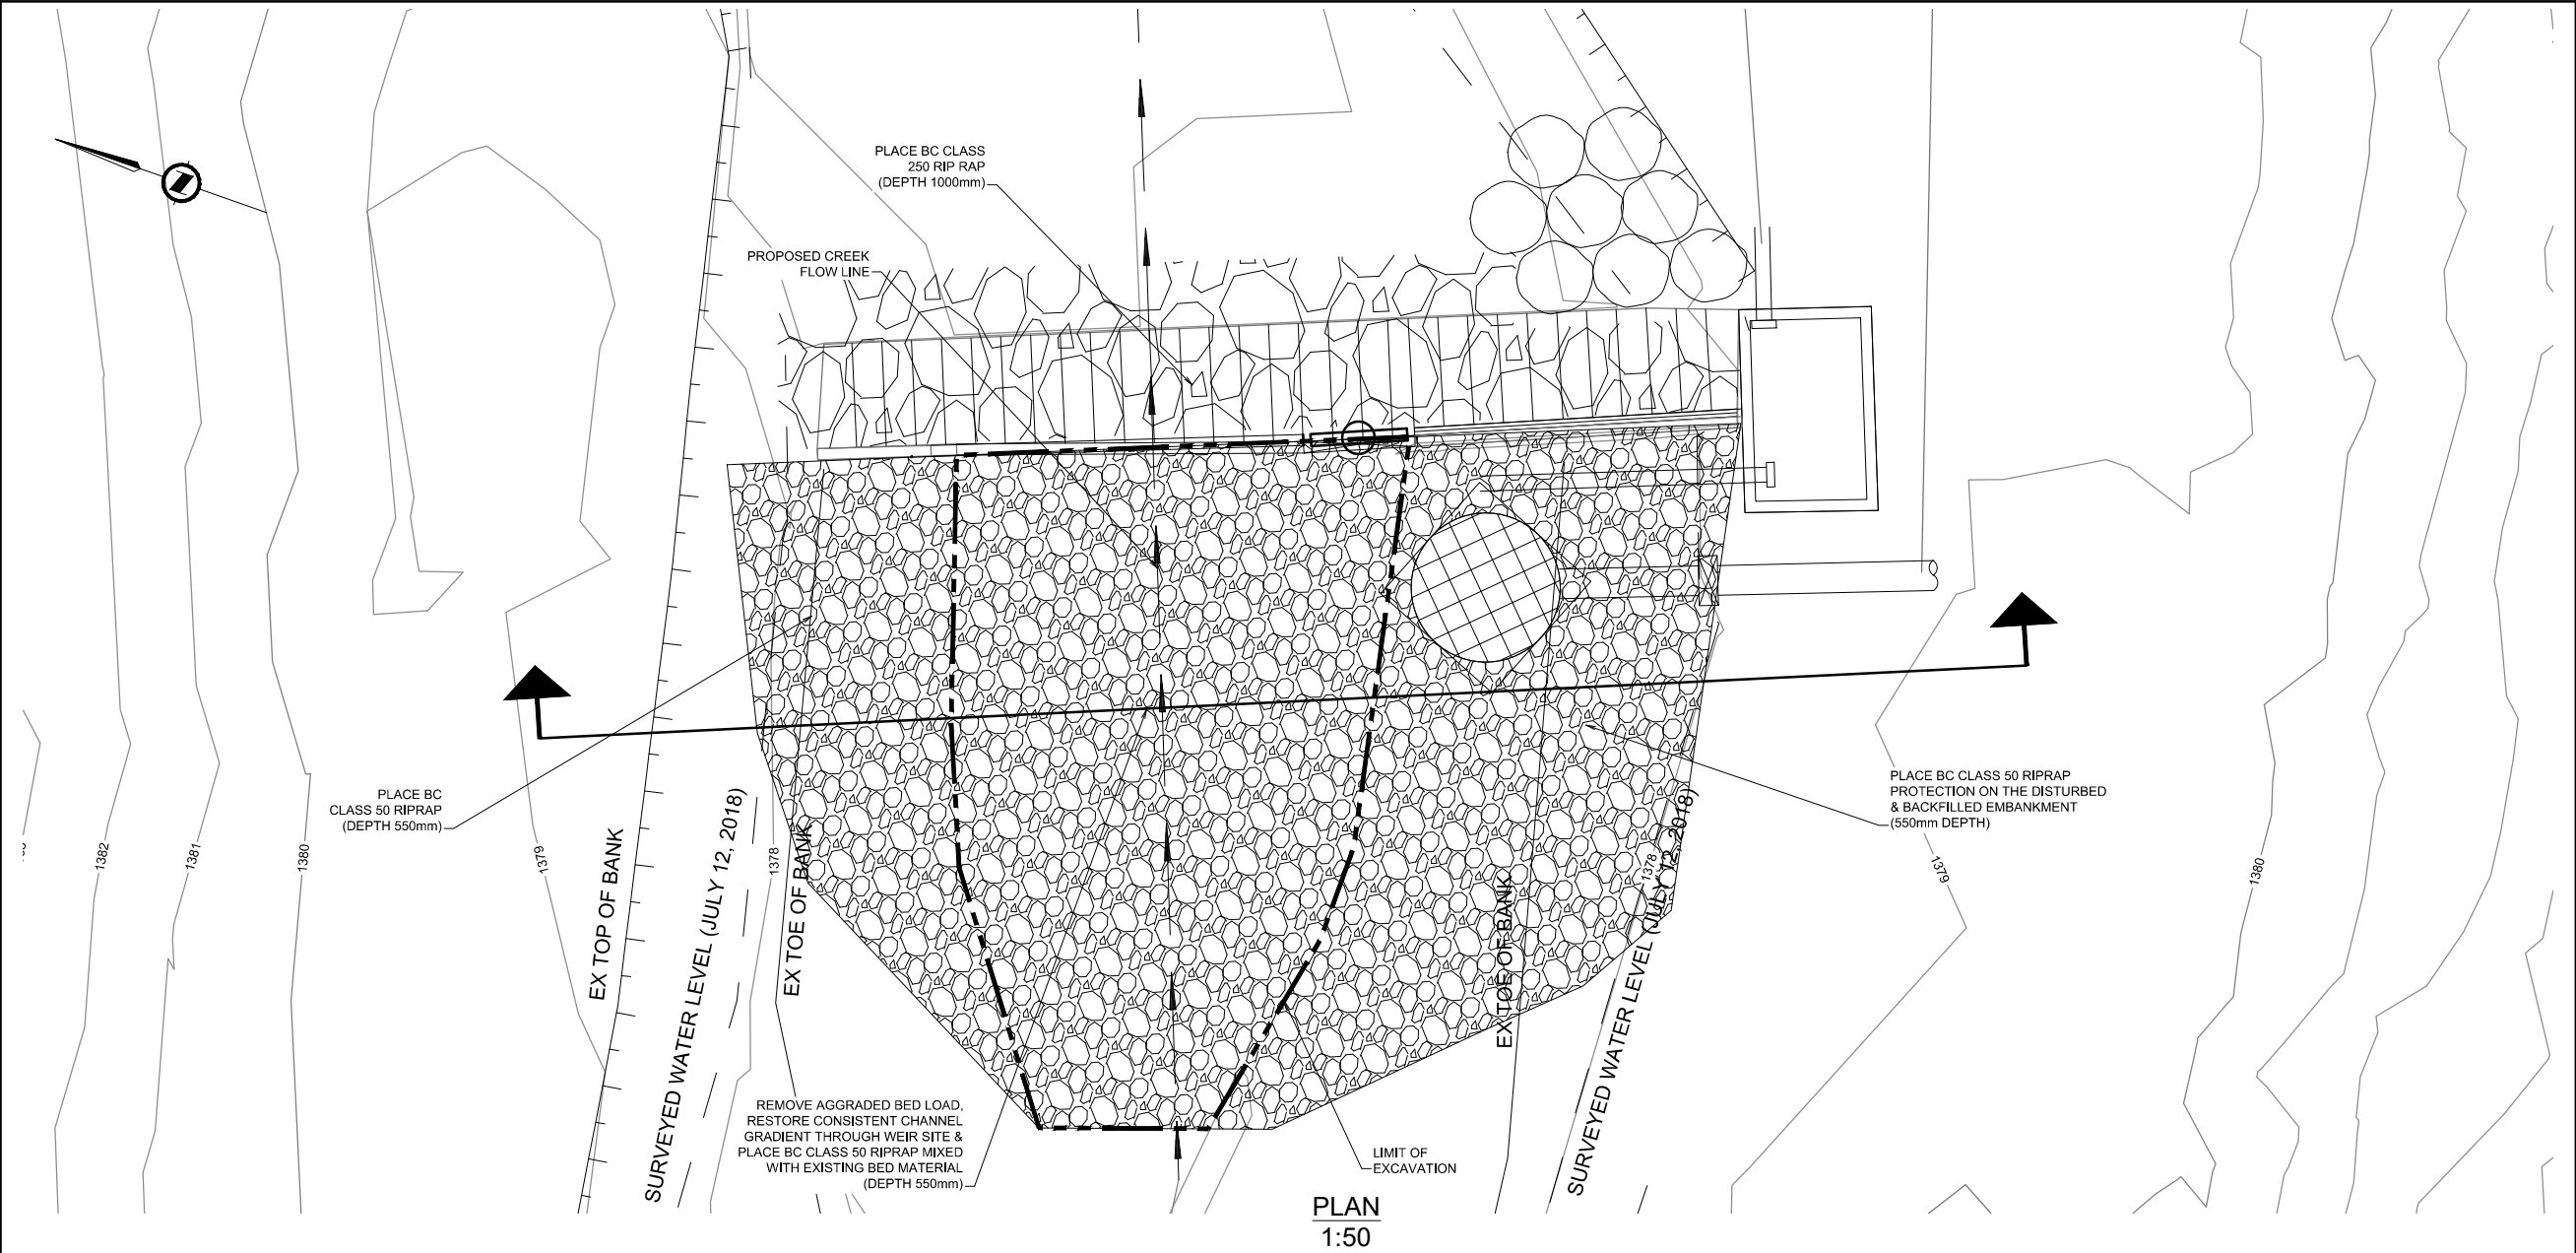 PLACE BC CLASS
250 RIP RAP
(DEPTH 1000mm)
PROPOSED CREEK
FLOW LINE
PLACE BC
CLASS 50 RIPRAP
(DEPTH 550mm)
PLACE BC CLASS 50 RIPRAP
PROTECTION ON THE DISTURBED
& BACKFILLED EMBANKMENT
(550mm DEPTH)
1382
1381
1380
1379
EX TOP OF BANK
SURVEYED WATER LEVEL (JULY 12, 2018)
1378
EX TOE OF BANK
EX TOE OF BANK
1378
SURVEYED WATER LEVEL (JULY 12, 2018)
1379
1380
REMOVE AGGRADED BED LOAD,
RESTORE CONSISTENT CHANNEL
GRADIENT THROUGH WEIR SITE &
PLACE BC CLASS 50 RIPRAP MIXED
WITH EXISTING BED MATERIAL
(DEPTH 550mm)
LIMIT OF
EXCAVATION
PLAN
1:50